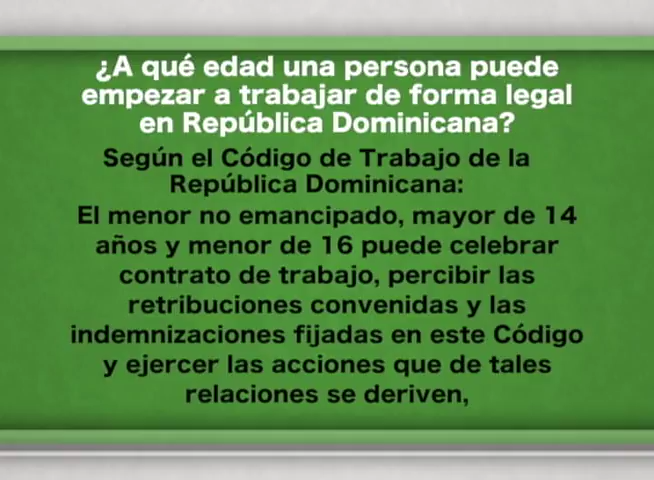 ¿A qué edad una persona puede
empezar a trabajar de forma legal
en República Dominicana?
Según el Código de Trabajo de la
República Dominicana:
El menor no emancipado, mayor de 14
años y menor de 16 puede celebrar
contrato de trabajo, percibir las
retribuciones convenidas y las
indemnizaciones fijadas en este Código
y ejercer las acciones que de tales
relaciones se deriven,